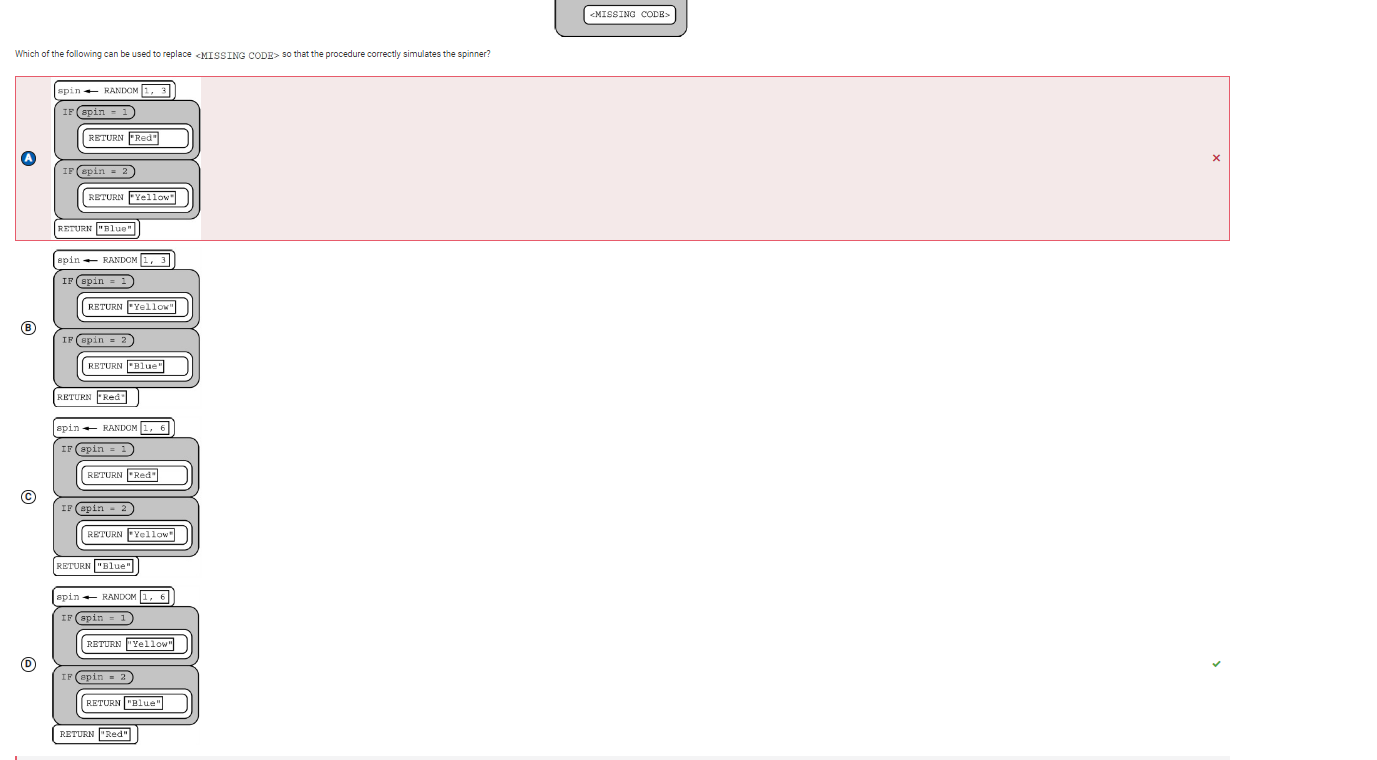 <MISSING CODE>
Which of the following can be used to replace <MISSING CODE> so that the procedure correctly simulates the spinner?
A
spin ← RANDOM 1, 3
IF spin = 1
RETURN "Red"
IF spin = 2
RETURN "Yellow"
RETURN "Blue"
B
spin ← RANDOM 1, 3
IF spin = 1
RETURN "Yellow"
IF spin = 2
RETURN "Blue"
RETURN "Red"
C
spin ← RANDOM 1, 6
IF spin = 1
RETURN "Red"
IF spin = 2
RETURN "Yellow"
RETURN "Blue"
D
spin ← RANDOM 1, 6
IF spin = 1
RETURN "Yellow"
IF spin = 2
RETURN "Blue"
RETURN "Red"